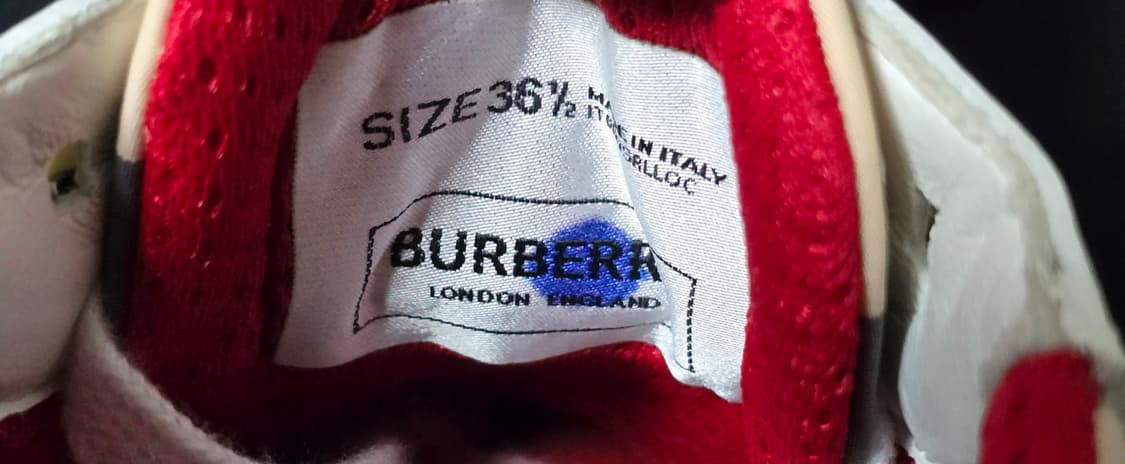 SIZE 36½
MADE IN ITALY
BURBERR
LONDON ENGLAND